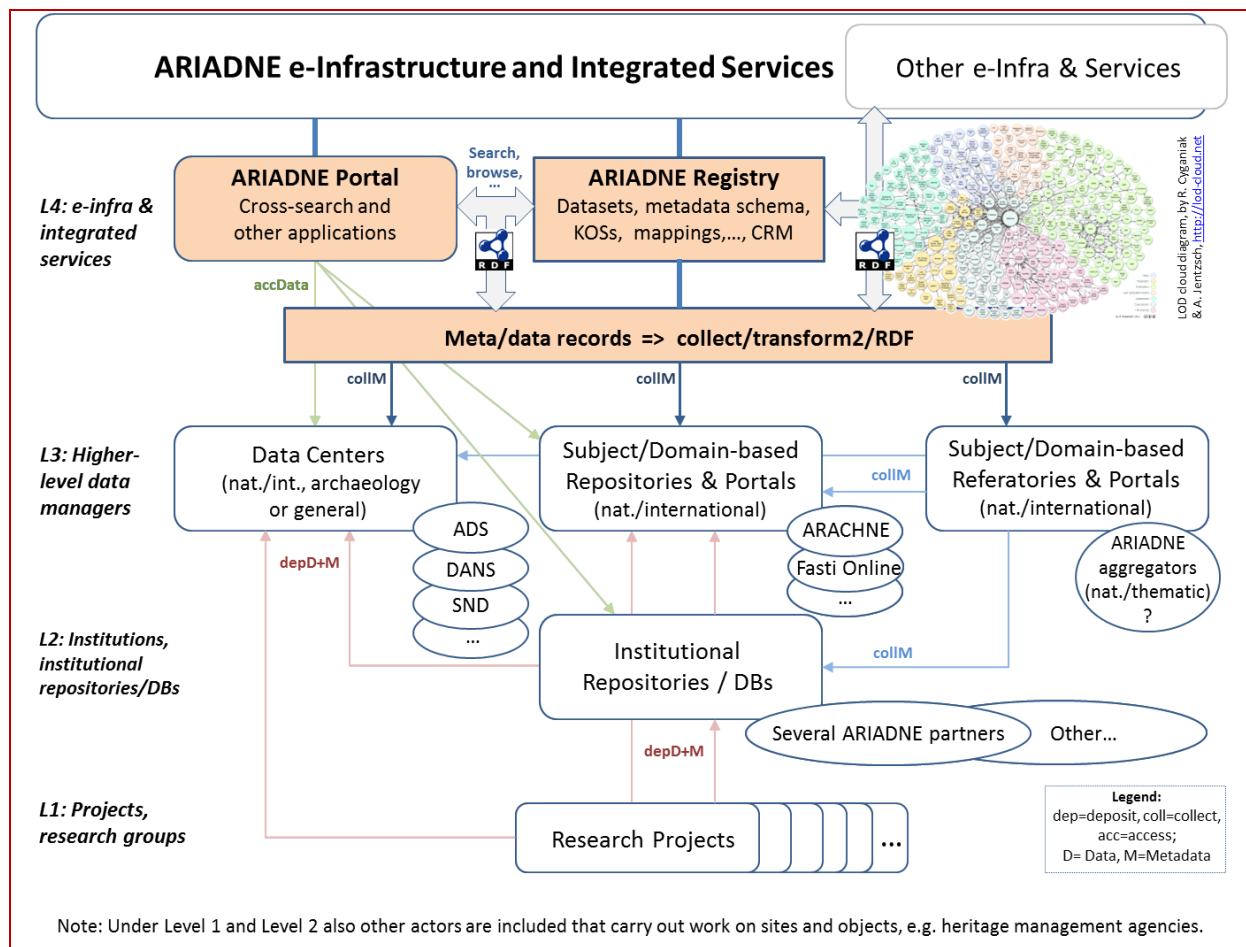 ARIADNE e-Infrastructure and Integrated Services
Other e-Infra & Services
L4: e-infra &
integrated
services
ARIADNE Portal
Cross-search and
other applications
Search,
browse,
...
ARIADNE Registry
Datasets, metadata schema,
KOSs, mappings,..., CRM
RDF
RDF
LOD cloud diagram, by R. Cyganiak
& A. Jentzsch, http://lod-cloud.net
accData
Meta/data records => collect/transform2/RDF
collM
collM
collM
L3: Higher-
level data
managers
Data Centers
(nat./int., archaeology
or general)
Subject/Domain-based
Repositories & Portals
(nat./international)
collM
Subject/Domain-based
Referatories & Portals
(nat./international)
ADS
DANS
SND
...
ARACHNE
Fasti Online
...
ARIADNE
aggregators
(nat./thematic)
?
depD+M
L2: Institutions,
institutional
repositories/DBs
Institutional
Repositories / DBs
collM
Several ARIADNE partners
Other...
depD+M
L1: Projects,
research groups
Research Projects
...
Legend:
dep=deposit, coll=collect,
acc=access;
D= Data, M=Metadata
Note: Under Level 1 and Level 2 also other actors are included that carry out work on sites and objects, e.g. heritage management agencies.